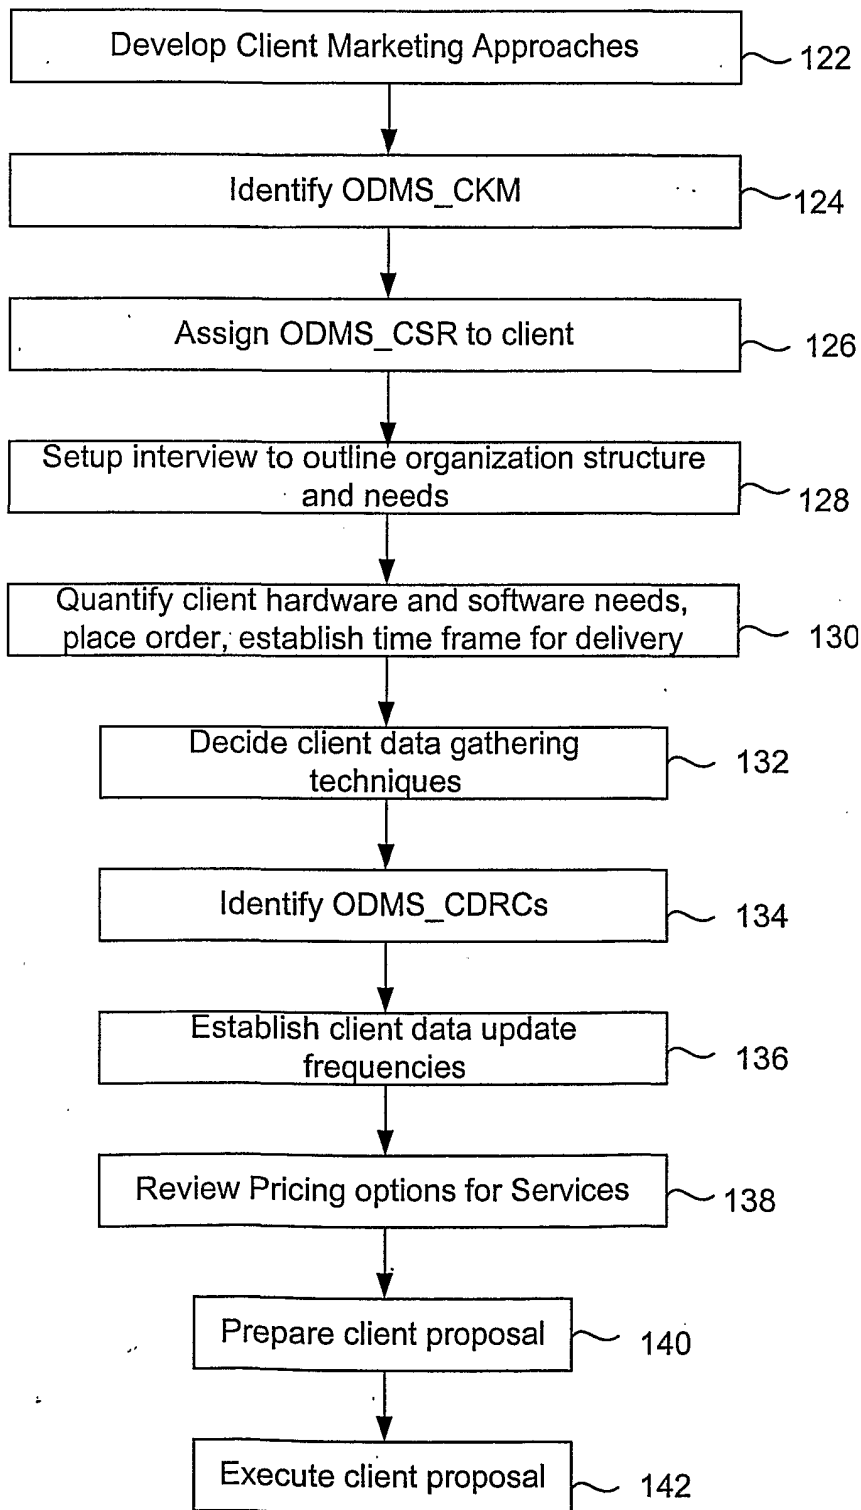 Develop Client Marketing Approaches
122
Identify ODMS_CKM
124
Assign ODMS_CSR to client
126
Setup interview to outline organization structure
and needs
128
Quantify client hardware and software needs,
place order, establish time frame for delivery
130
Decide client data gathering
techniques
132
Identify ODMS_CDRCs
134
Establish client data update
frequencies
136
Review Pricing options for Services
138
Prepare client proposal
140
Execute client proposal
142